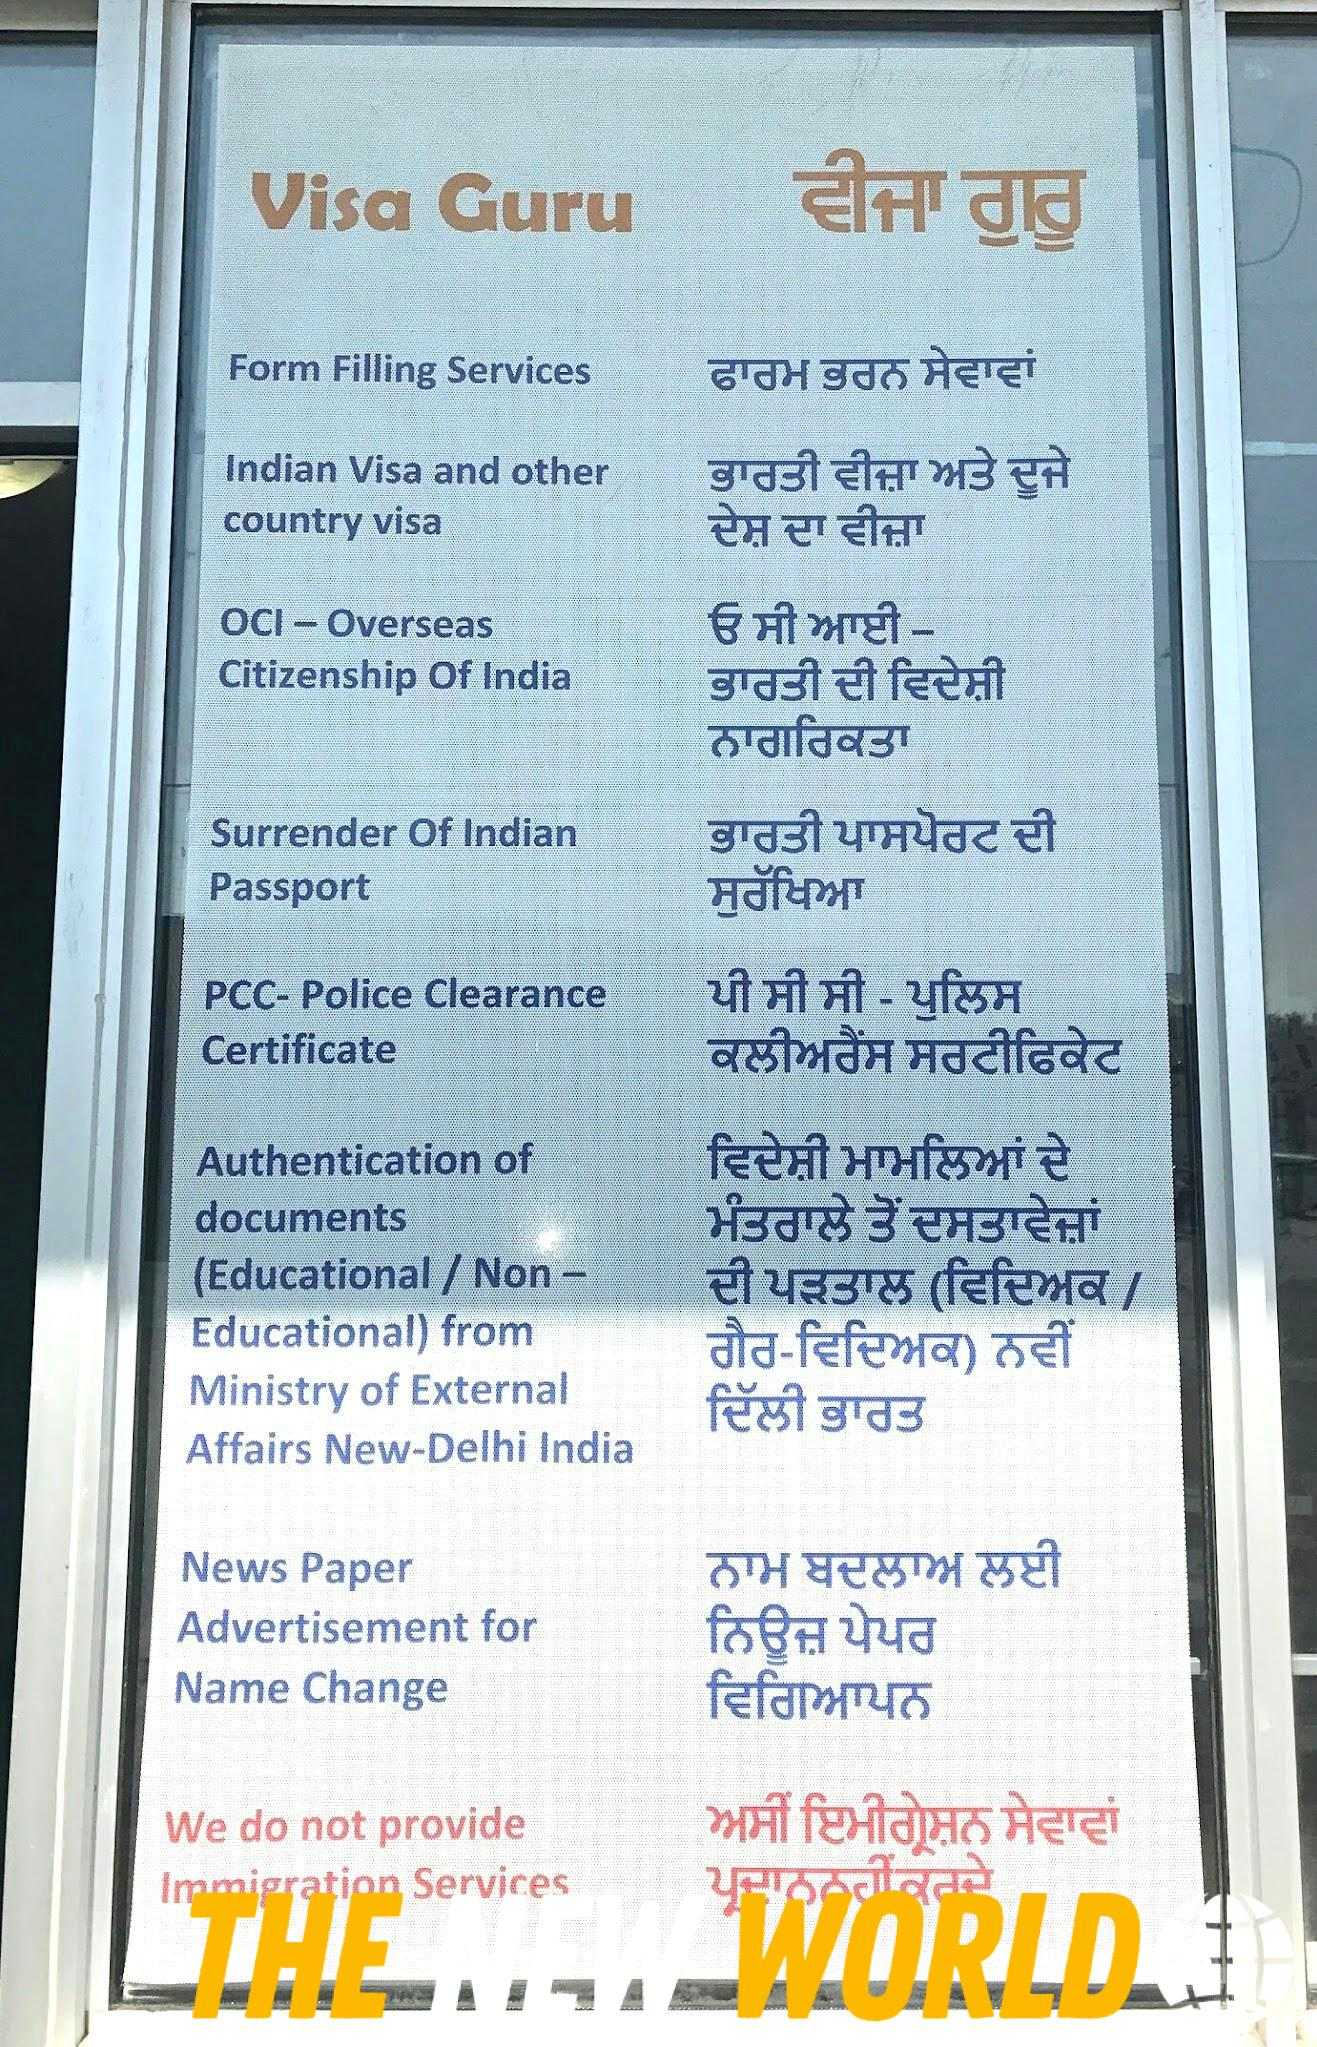 Visa Guru ਵੀਜਾ ਗੁਰੂ
Form Filling Services
ਫਾਰਮ ਭਰਨ ਸੇਵਾਵਾਂ
Indian Visa and other
country visa
ਭਾਰਤੀ ਵੀਜ਼ਾ ਅਤੇ ਦੂਜੇ
ਦੇਸ਼ ਦਾ ਵੀਜ਼ਾ
OCI – Overseas
Citizenship Of India
ਓ ਸੀ ਆਈ –
ਭਾਰਤੀ ਦੀ ਵਿਦੇਸ਼ੀ
ਨਾਗਰਿਕਤਾ
Surrender Of Indian
Passport
ਭਾਰਤੀ ਪਾਸਪੋਰਟ ਦੀ
ਸੁਰੱਖਿਆ
PCC- Police Clearance
Certificate
ਪੀ ਸੀ ਸੀ - ਪੁਲਿਸ
ਕਲੀਅਰੈਂਸ ਸਰਟੀਫਿਕੇਟ
Authentication of
documents
(Educational / Non –
Educational) from
Ministry of External
Affairs New-Delhi India
ਵਿਦੇਸ਼ੀ ਮਾਮਲਿਆਂ ਦੇ
ਮੰਤਰਾਲੇ ਤੋਂ ਦਸਤਾਵੇਜ਼ਾਂ
ਦੀ ਪੜਤਾਲ (ਵਿਦਿਅਕ /
ਗੈਰ-ਵਿਦਿਅਕ) ਨਵੀਂ
ਦਿੱਲੀ ਭਾਰਤ
News Paper
Advertisement for
Name Change
ਨਾਮ ਬਦਲਾਅ ਲਈ
ਨਿਊਜ਼ ਪੇਪਰ
ਵਿਗਿਆਪਨ
We do not provide
Immigration Services
ਅਸੀਂ ਇਮੀਗ੍ਰੇਸ਼ਨ ਸੇਵਾਵਾਂ
ਪ੍ਰਦਾਨਨਹੀਂਕਰਦੇ
THE NEW WORLD